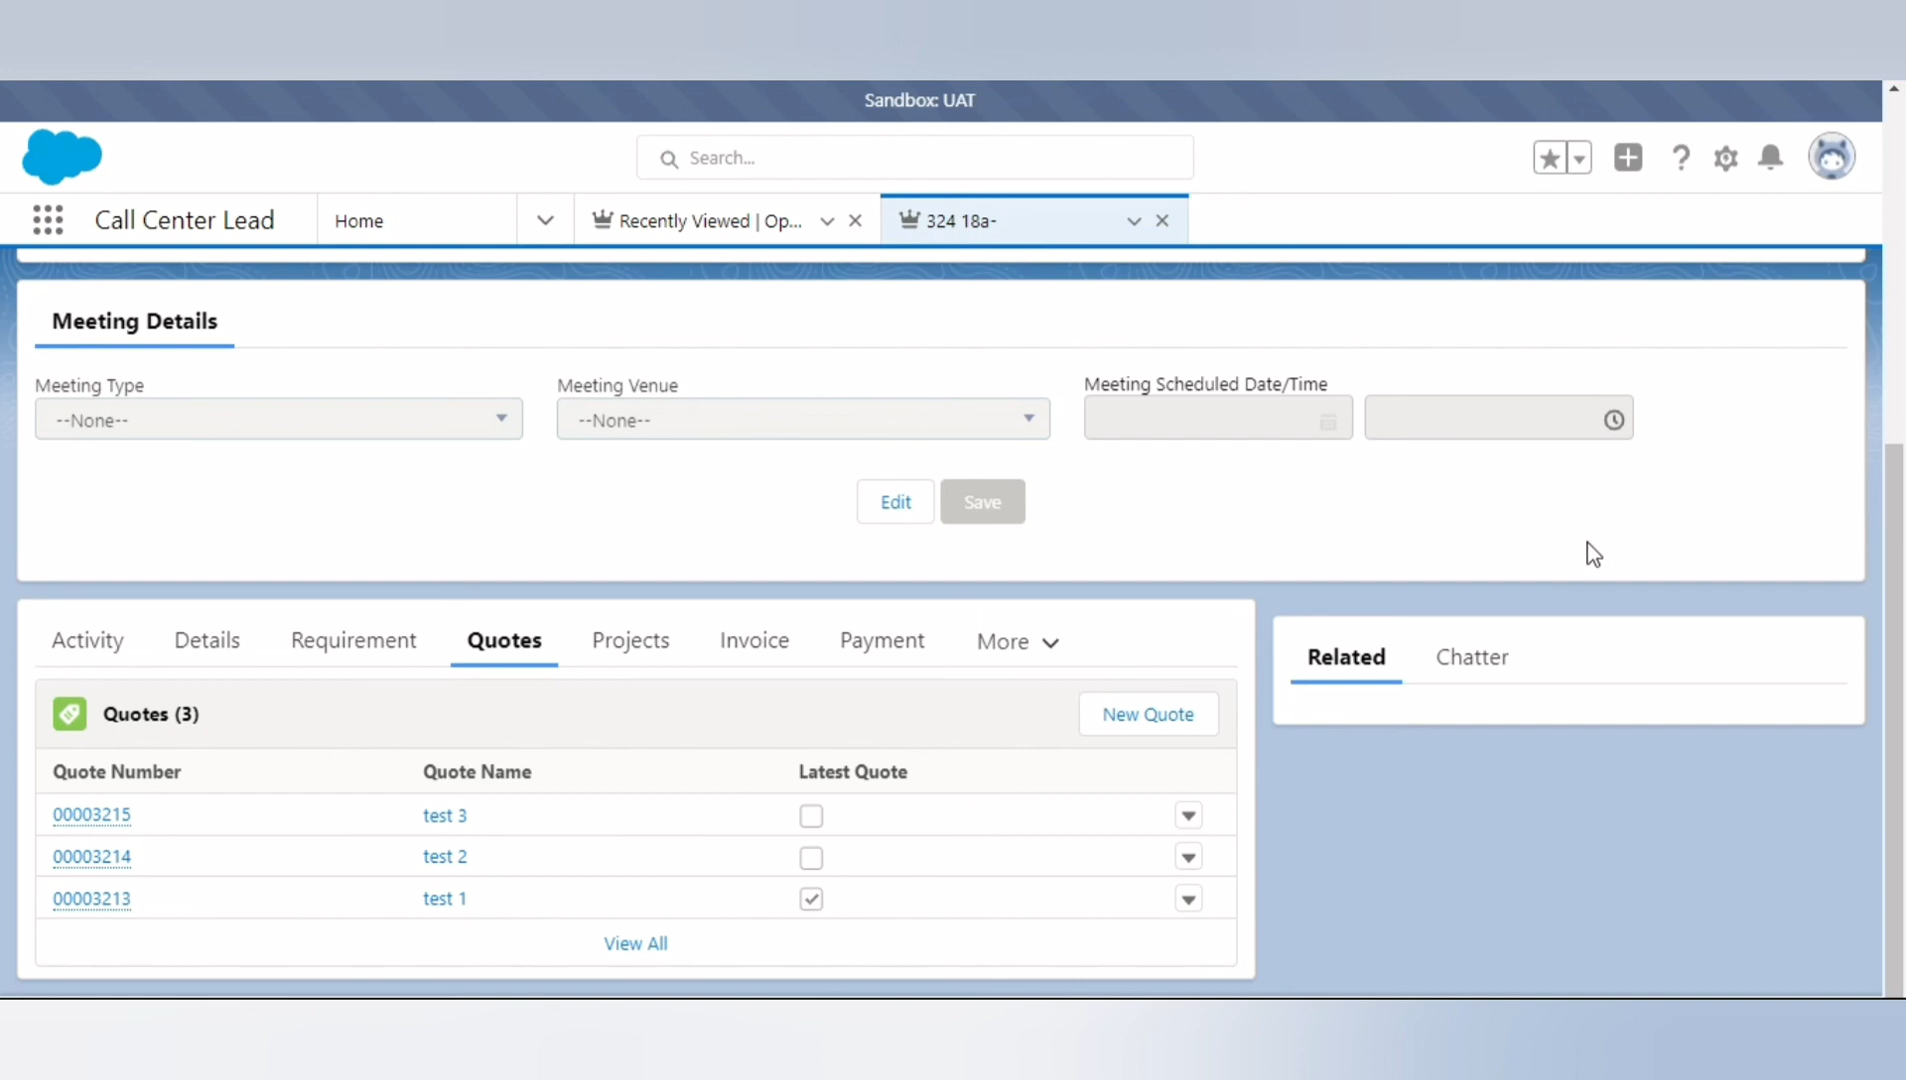 Sandbox: UAT
Search...
Call Center Lead
Home
Recently Viewed | Op...
324 18a-
Meeting Details
Meeting Type
Meeting Venue
Meeting Scheduled Date/Time
--None--
--None--
Edit
Save
Activity
Details
Requirement
Quotes
Projects
Invoice
Payment
More
Related
Chatter
Quotes (3)
New Quote
Quote Number
Quote Name
Latest Quote
00003215
test 3
00003214
test 2
00003213
test 1
View All